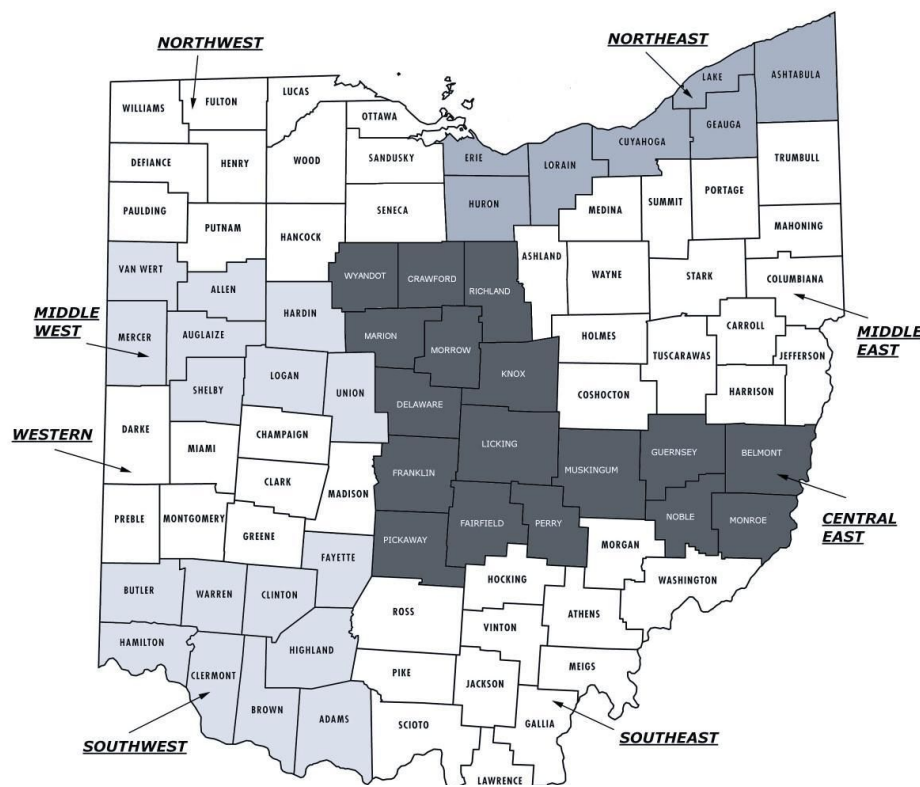 NORTHWEST
NORTHEAST
LAKE
ASHTABULA
WILLIAMS
FULTON
LUCAS
OTTAWA
GEAUGA
CUYAHOGA
DEFIANCE
HENRY
WOOD
SANDUSKY
ERIE
LORAIN
TRUMBULL
PAULDING
PUTNAM
HANCOCK
SENECA
HURON
MEDINA
SUMMIT
PORTAGE
MAHONING
VAN WERT
ALLEN
WYANDOT
CRAWFORD
RICHLAND
ASHLAND
WAYNE
STARK
COLUMBIANA
MIDDLE
WEST
MERCER
AUGLAIZE
HARDIN
MARION
MORROW
HOLMES
TUSCARAWAS
CARROLL
JEFFERSON
MIDDLE
EAST
SHELBY
LOGAN
UNION
DELAWARE
KNOX
COSHOCTON
HARRISON
WESTERN
DARKE
MIAMI
CHAMPAIGN
CLARK
MADISON
FRANKLIN
LICKING
MUSKINGUM
GUERNSEY
BELMONT
PREBLE
MONTGOMERY
GREENE
PICKAWAY
FAIRFIELD
PERRY
MORGAN
NOBLE
MONROE
CENTRAL
EAST
BUTLER
WARREN
CLINTON
FAYETTE
ROSS
HOCKING
ATHENS
WASHINGTON
HAMILTON
CLERMONT
HIGHLAND
PIKE
VINTON
MEIGS
BROWN
ADAMS
SCIOTO
JACKSON
GALLIA
LAWRENCE
SOUTHWEST
SOUTHEAST